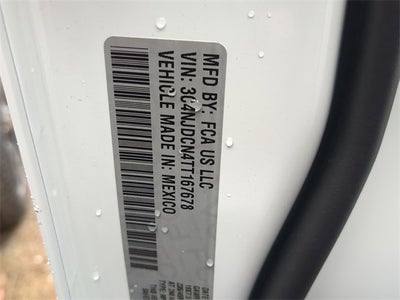 MFD BY: FCA US LLC
VIN: 3C4NJDCN4TT167678
VEHICLE MADE IN: MEXICO